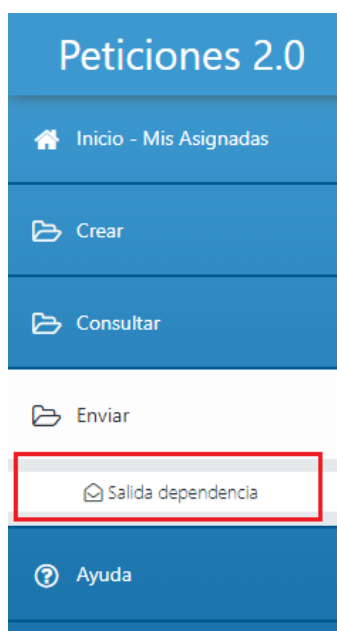 Peticiones 2.0
Inicio - Mis Asignadas
Crear
Consultar
Enviar
Salida dependencia
Ayuda